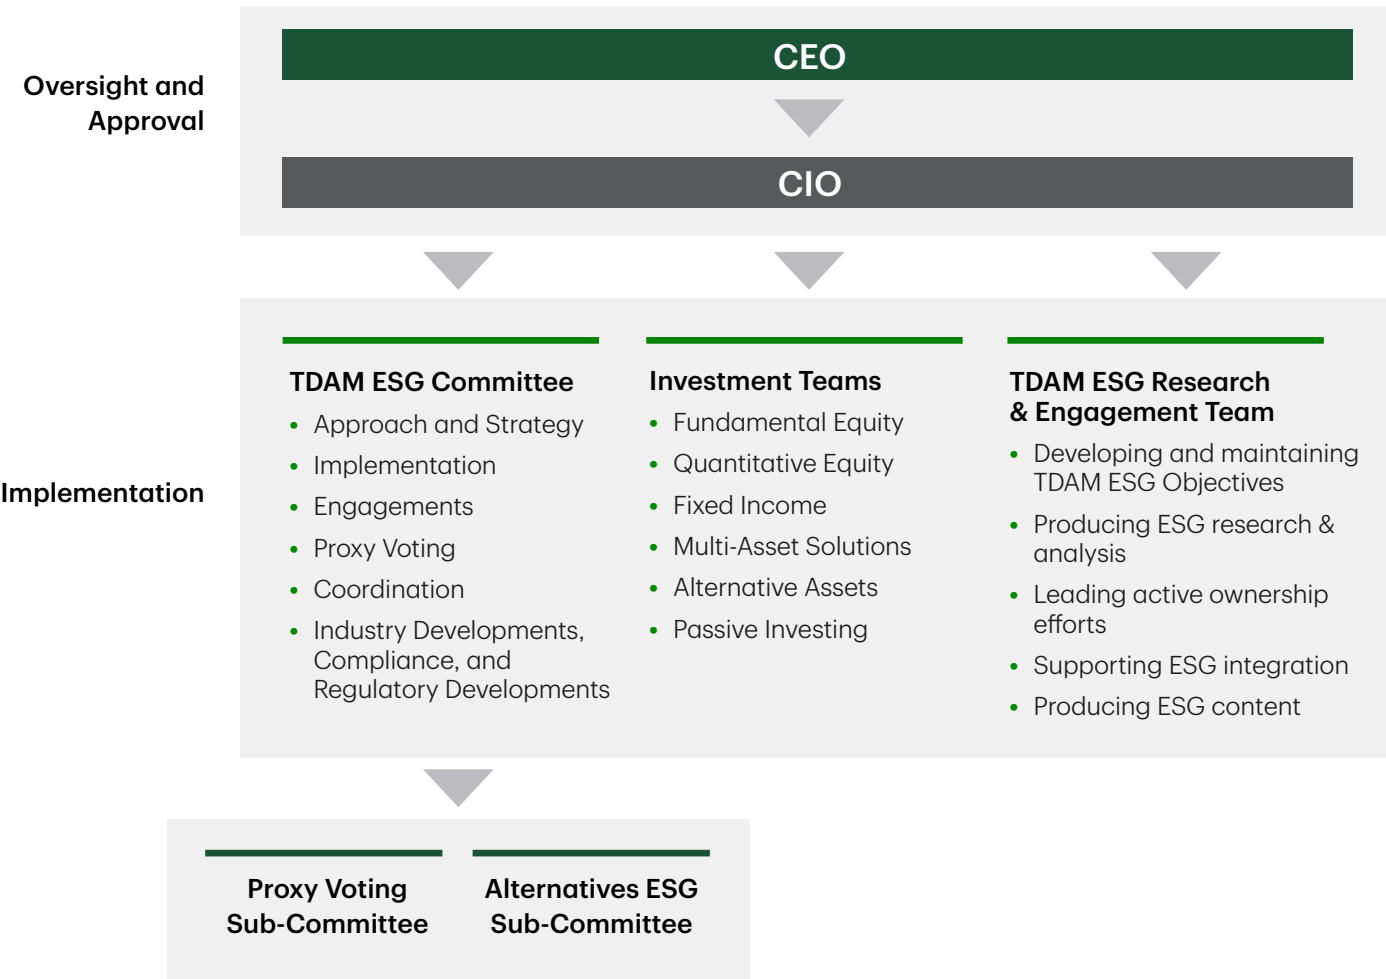 Oversight and
Approval
CEO
CIO
Implementation
TDAM ESG Committee
• Approach and Strategy
• Implementation
• Engagements
• Proxy Voting
• Coordination
• Industry Developments,
Compliance, and
Regulatory Developments
Investment Teams
• Fundamental Equity
• Quantitative Equity
• Fixed Income
• Multi-Asset Solutions
• Alternative Assets
• Passive Investing
TDAM ESG Research
& Engagement Team
• Developing and maintaining
TDAM ESG Objectives
• Producing ESG research &
analysis
• Leading active ownership
efforts
• Supporting ESG integration
• Producing ESG content
Proxy Voting
Sub-Committee
Alternatives ESG
Sub-Committee